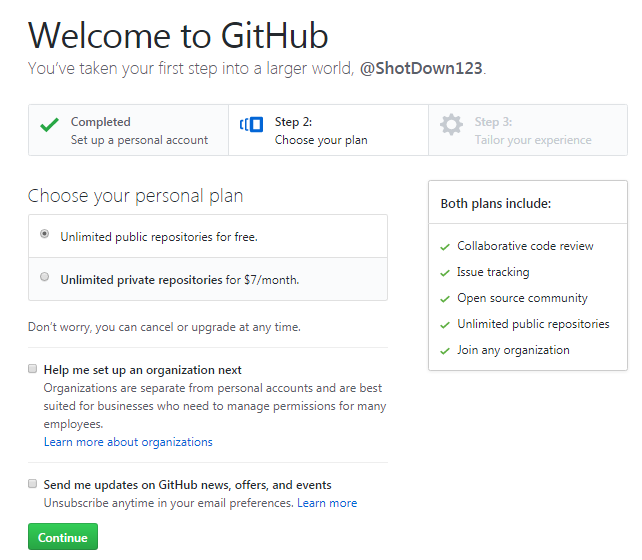 Welcome to GitHub
You’ve taken your first step into a larger world, @ShotDown123.
Completed
Set up a personal account
Step 2:
Choose your plan
Step 3:
Tailor your experience
Choose your personal plan
Unlimited public repositories for free.
Unlimited private repositories for $7/month.
Don’t worry, you can cancel or upgrade at any time.
Help me set up an organization next
Organizations are separate from personal accounts and are best
suited for businesses who need to manage permissions for many
employees.
Learn more about organizations
Send me updates on GitHub news, offers, and events
Unsubscribe anytime in your email preferences. Learn more
Continue
Both plans include:
Collaborative code review
Issue tracking
Open source community
Unlimited public repositories
Join any organization